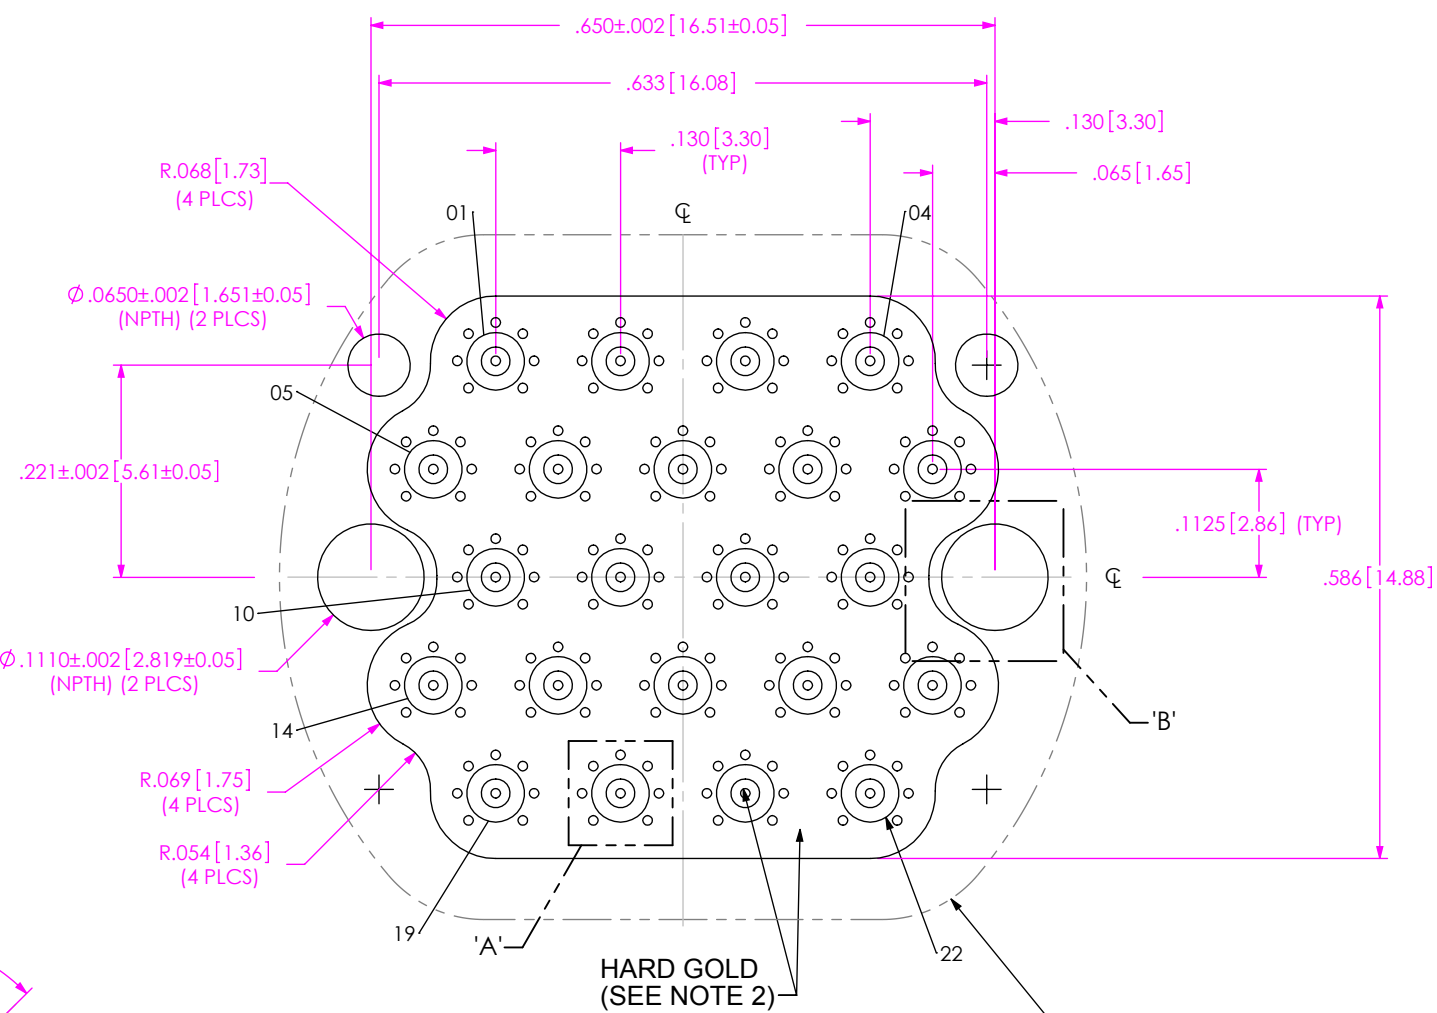 .650±.002 [16.51±0.05]
.633 [16.08]
.130 [3.30]
(TYP)
.130 [3.30]
.065 [1.65]
R.068 [1.73]
(4 PLCS)
01
℄
04
Ø.0650±.002 [1.651±0.05]
(NPTH) (2 PLCS)
05
.221±.002 [5.61±0.05]
.1125 [2.86] (TYP)
℄
.586 [14.88]
10
Ø.1110±.002 [2.819±0.05]
(NPTH) (2 PLCS)
14
'B'
R.069 [1.75]
(4 PLCS)
R.054 [1.36]
(4 PLCS)
19
'A'
22
HARD GOLD
(SEE NOTE 2)